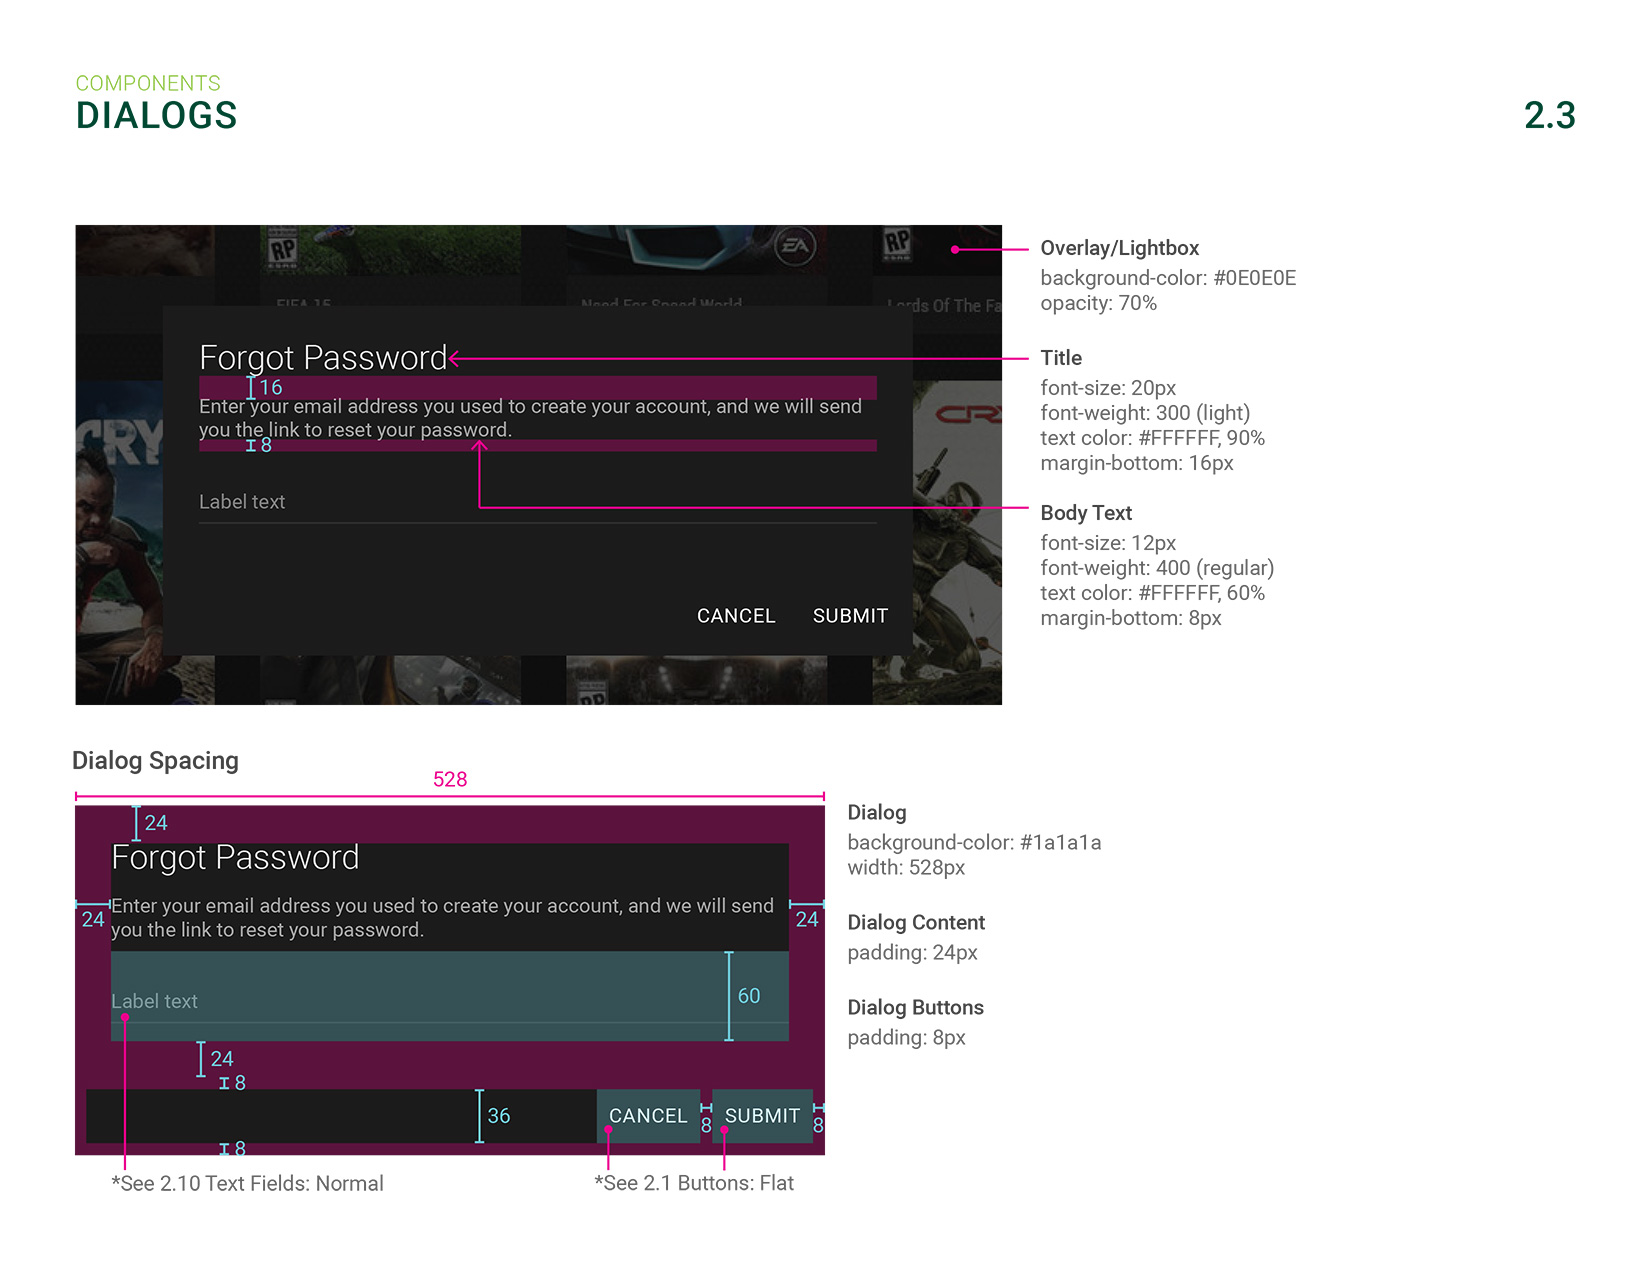 COMPONENTS
DIALOGS
2.3
RP
EA
RP
FIFA 15
Need For Speed World
Lords Of The Fa
Forgot Password
16
Enter your email address you used to create your account, and we will send
you the link to reset your password.
8
Label text
CANCEL
SUBMIT
CRY
CR
RP
Overlay/Lightbox
background-color: #0E0E0E
opacity: 70%
Title
font-size: 20px
font-weight: 300 (light)
text color: #FFFFFF, 90%
margin-bottom: 16px
Body Text
font-size: 12px
font-weight: 400 (regular)
text color: #FFFFFF, 60%
margin-bottom: 8px
Dialog Spacing
528
24
Forgot Password
24
Enter your email address you used to create your account, and we will send
you the link to reset your password.
24
Label text
60
24
8
36
CANCEL
8
SUBMIT
8
8
*See 2.10 Text Fields: Normal
*See 2.1 Buttons: Flat
Dialog
background-color: #1a1a1a
width: 528px
Dialog Content
padding: 24px
Dialog Buttons
padding: 8px